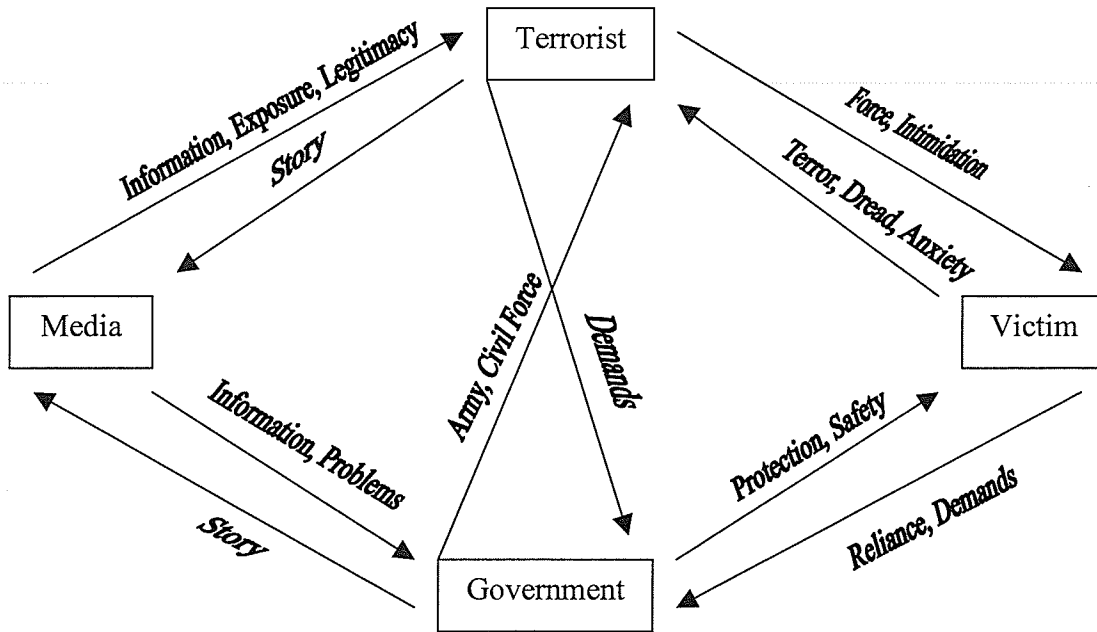 Terrorist
Information, Exposure, Legitimacy
Story
Force, Intimidation
Terror, Dread, Anxiety
Media
Army, Civil Force
Demands
Victim
Information, Problems
Story
Protection, Safety
Reliance, Demands
Government